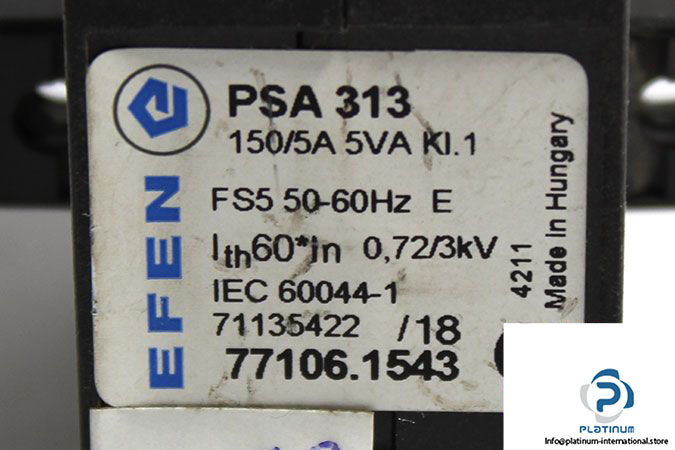 PSA 313
150/5A 5VA Kl.1
FS5 50-60Hz E
Ith60*in 0,72/3kV
IEC 60044-1
71135422 /18
77106.1543
EFEN
4211
Made in Hungary
PLATINUM
Info@platinum-international.store